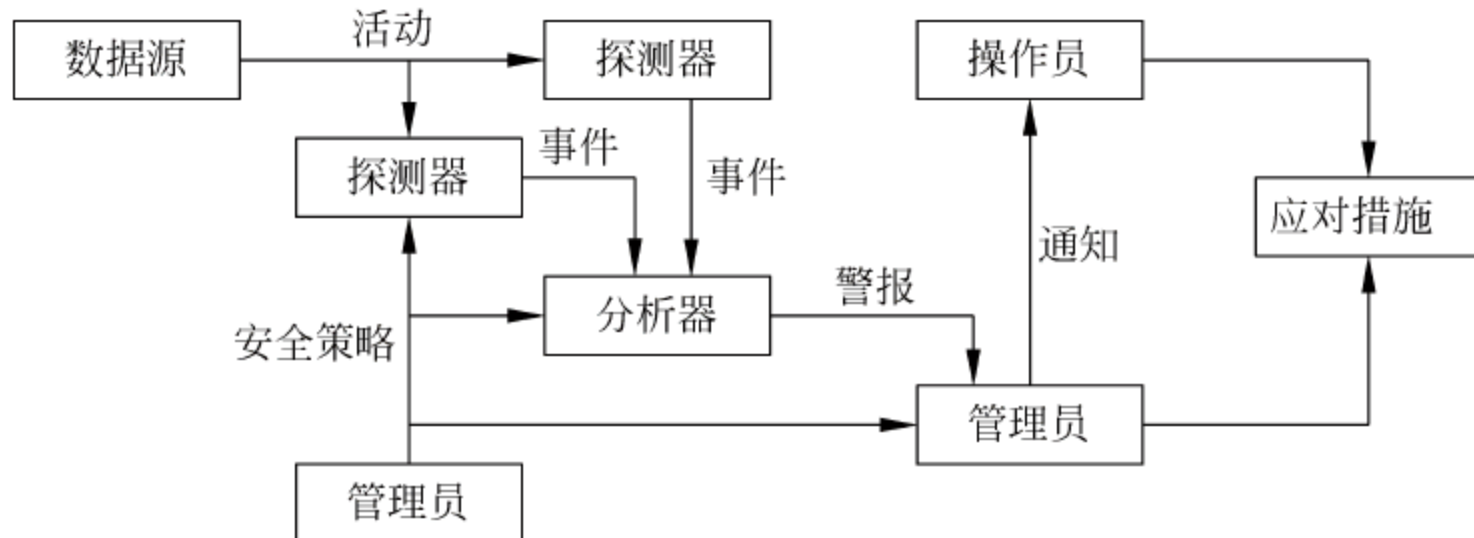 数据源
活动
探测器
操作员
探测器
事件
事件
应对措施
通知
分析器
警报
安全策略
管理员
管理员